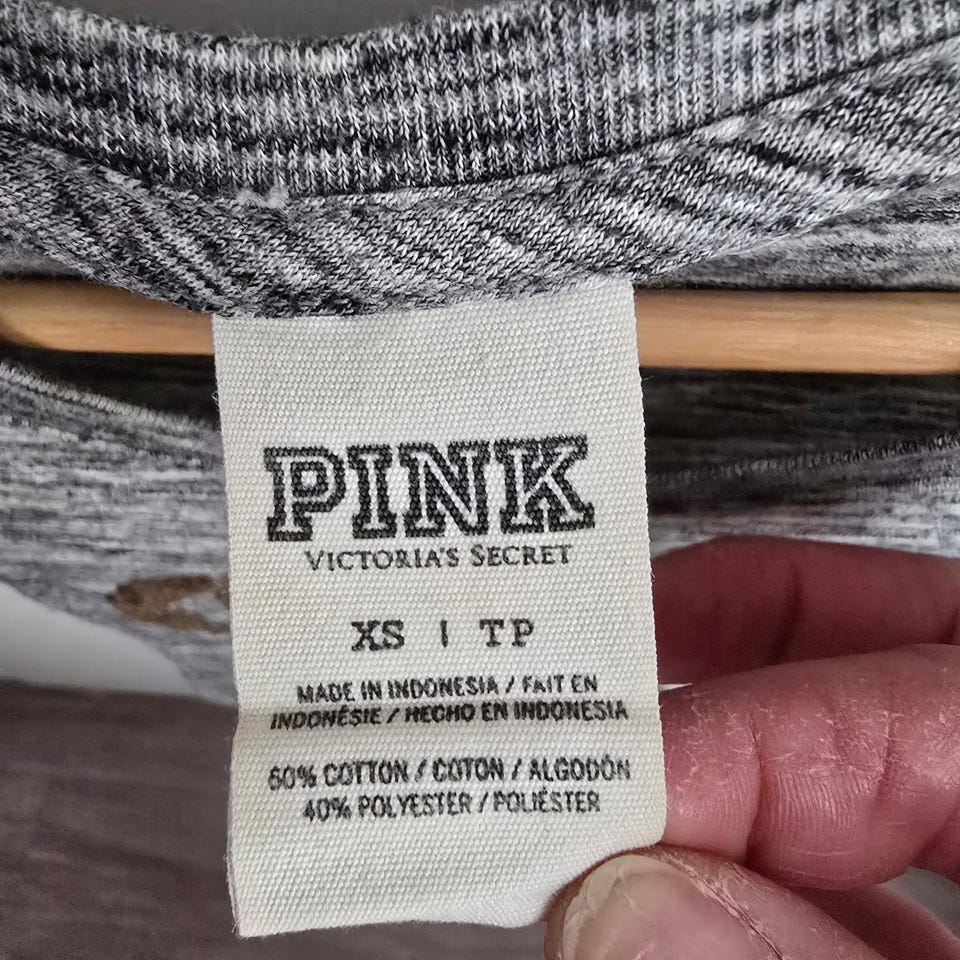 PINK
VICTORIA'S SECRET
XS | TP
MADE IN INDONESIA / FAIT EN
INDONÉSIE / HECHO EN INDONESIA
60% COTTON / COTON / ALGODÓN
40% POLYESTER / POLIÉSTER